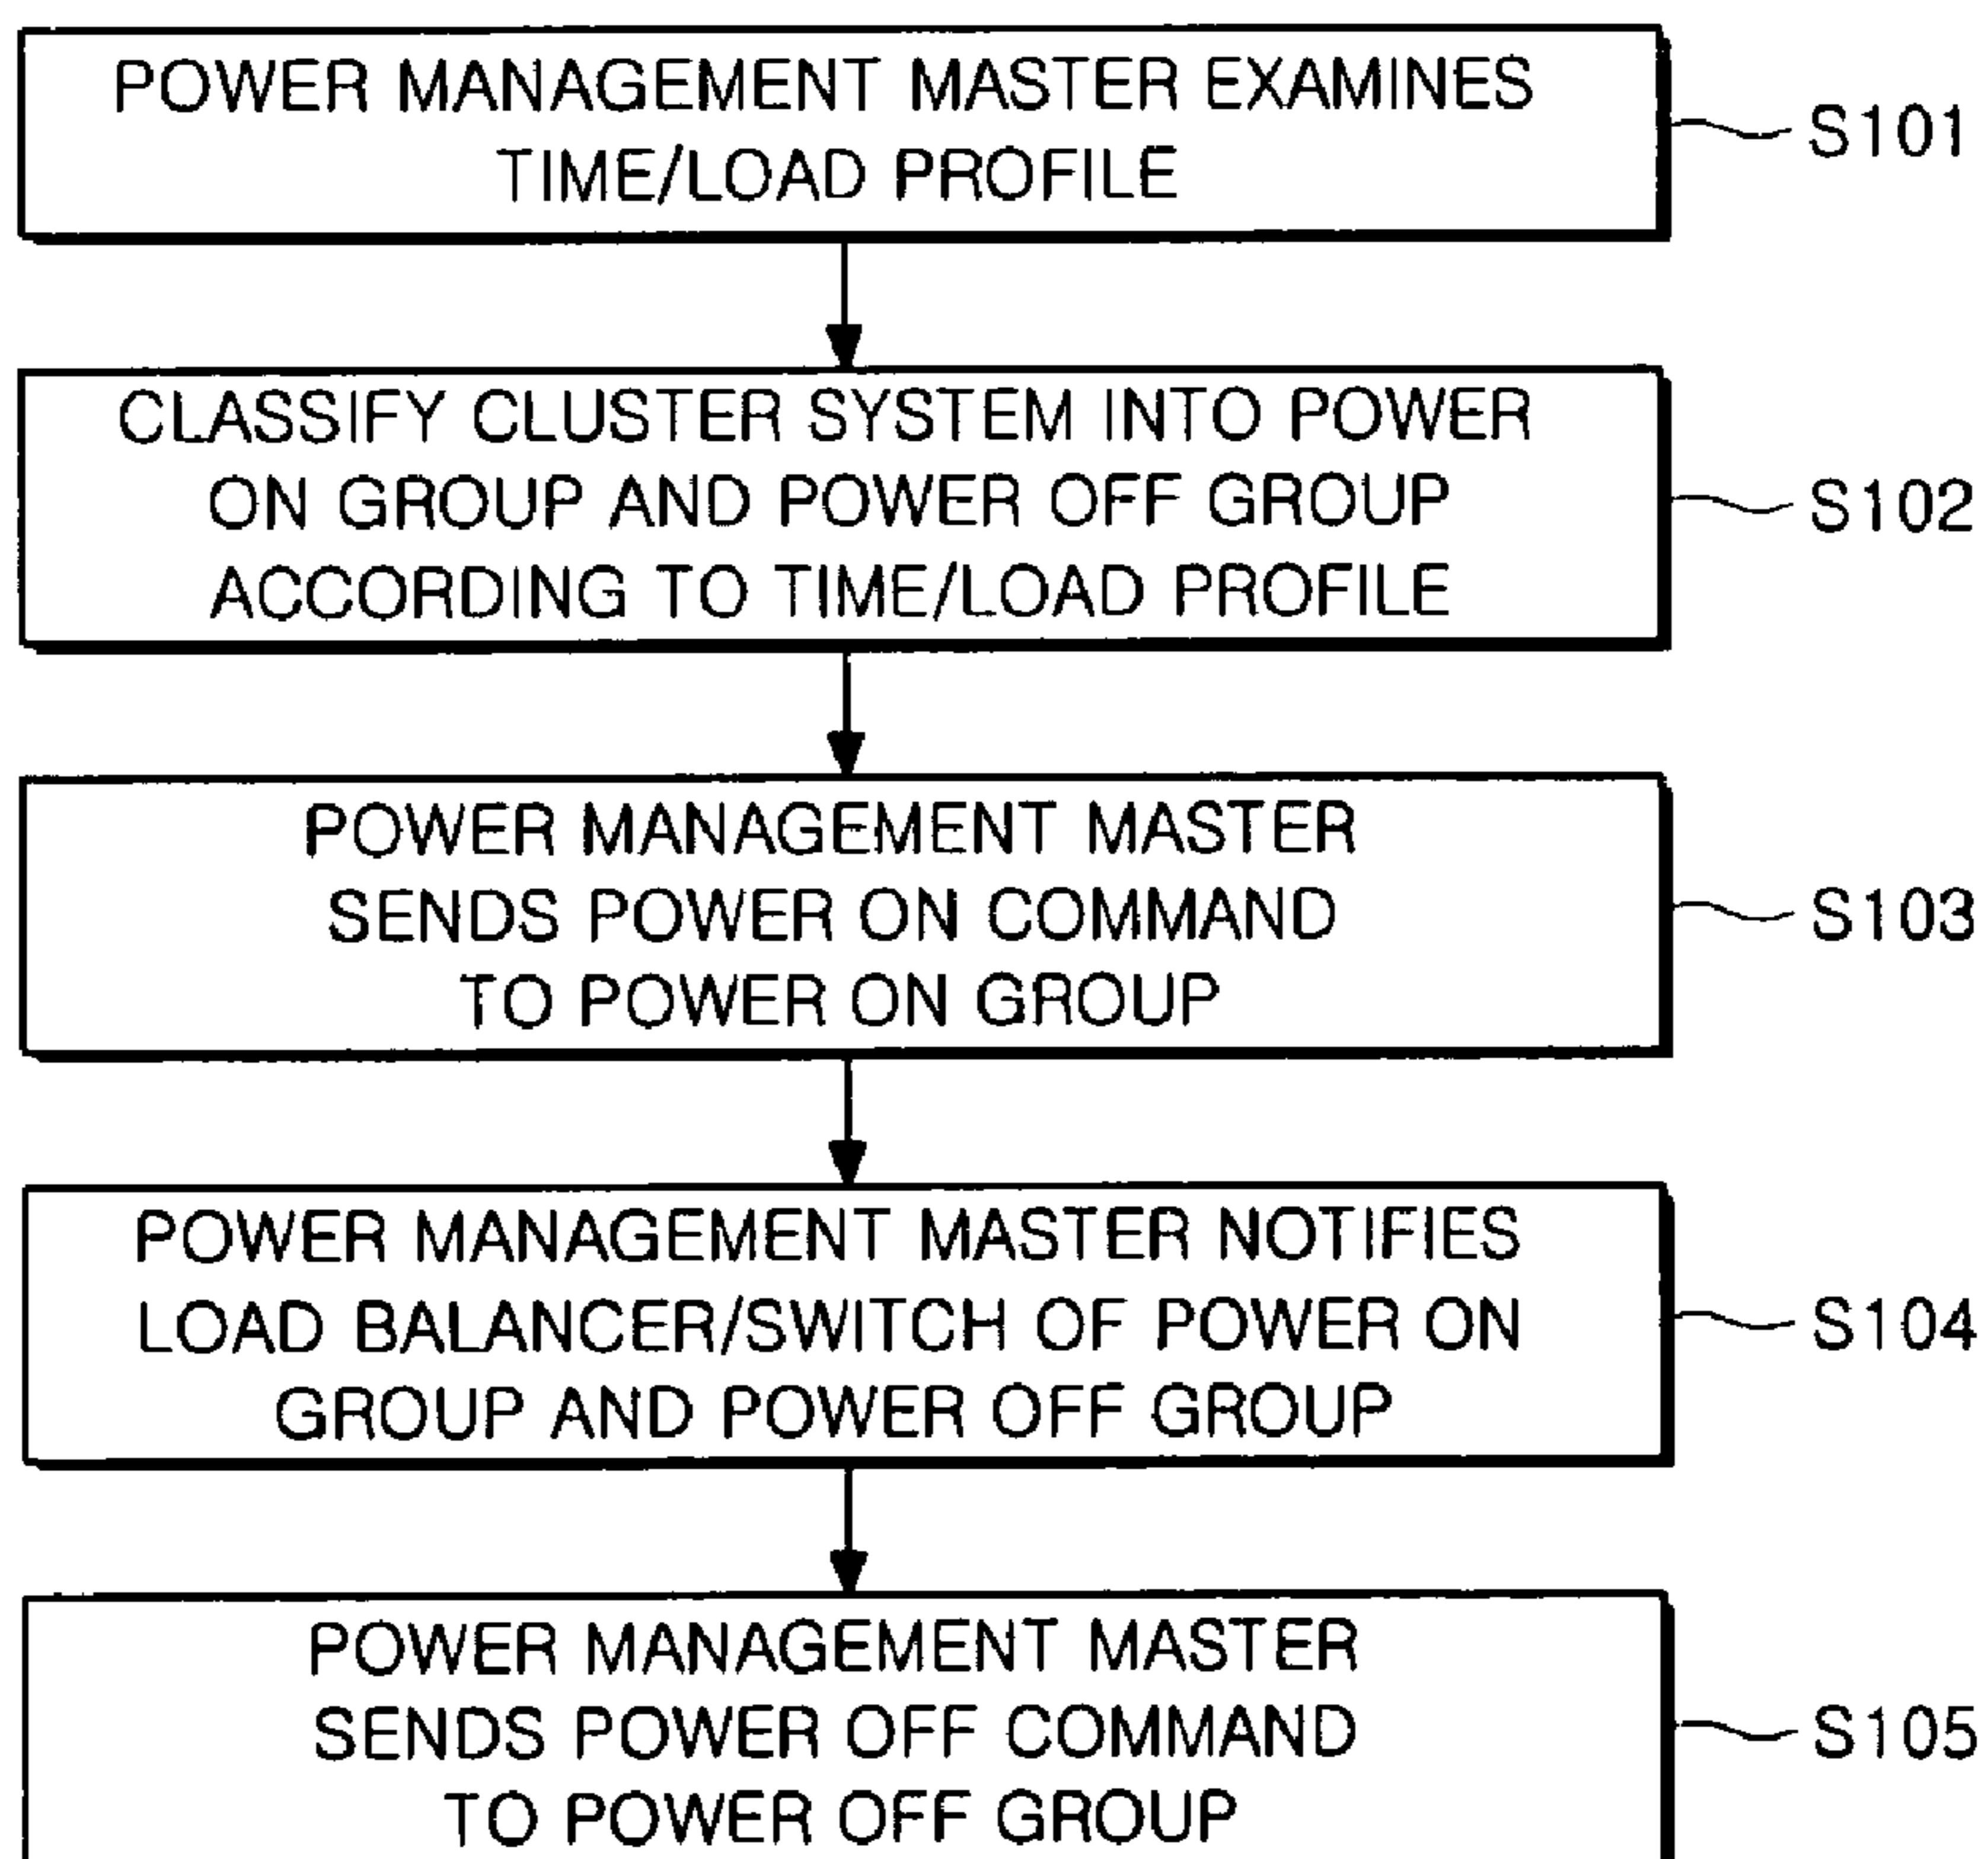 POWER MANAGEMENT MASTER EXAMINES
TIME/LOAD PROFILE
S101
CLASSIFY CLUSTER SYSTEM INTO POWER
ON GROUP AND POWER OFF GROUP
ACCORDING TO TIME/LOAD PROFILE
S102
POWER MANAGEMENT MASTER
SENDS POWER ON COMMAND
TO POWER ON GROUP
S103
POWER MANAGEMENT MASTER NOTIFIES
LOAD BALANCER/SWITCH OF POWER ON
GROUP AND POWER OFF GROUP
S104
POWER MANAGEMENT MASTER
SENDS POWER OFF COMMAND
TO POWER OFF GROUP
S105